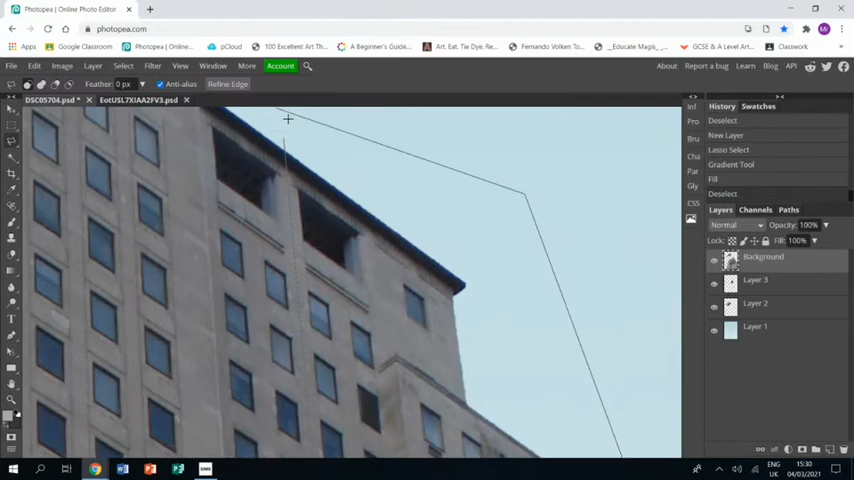 Photopea | Online Photo Editor
photopea.com
Apps
Google Classroom
Photopea | Online...
pCloud
100 Excellent Art Th...
A Beginner's Guide...
Art. Eat. Tie Dye. Re...
Fernando Volken To...
__Educate Magis_...
GCSE & A Level Art...
Classwork
File Edit Image Layer Select Filter View Window More Account
About Report a bug Learn Blog API
Feather: 0 px Anti-alias Refine Edge
DSC05704.psd * EotUSL7XIAA2FV3.psd
Inf
Pro
Bru
Cha
Par
Gly
CSS
History Swatches
Deselect
New Layer
Lasso Select
Gradient Tool
Fill
Deselect
Layers Channels Paths
Normal Opacity: 100%
Lock: Fill: 100%
Background
Layer 3
Layer 2
Layer 1
SIMS
ENG
UK
15:30
04/03/2021